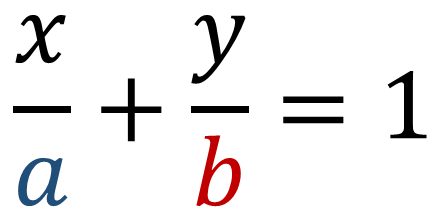 x/a + y/b = 1